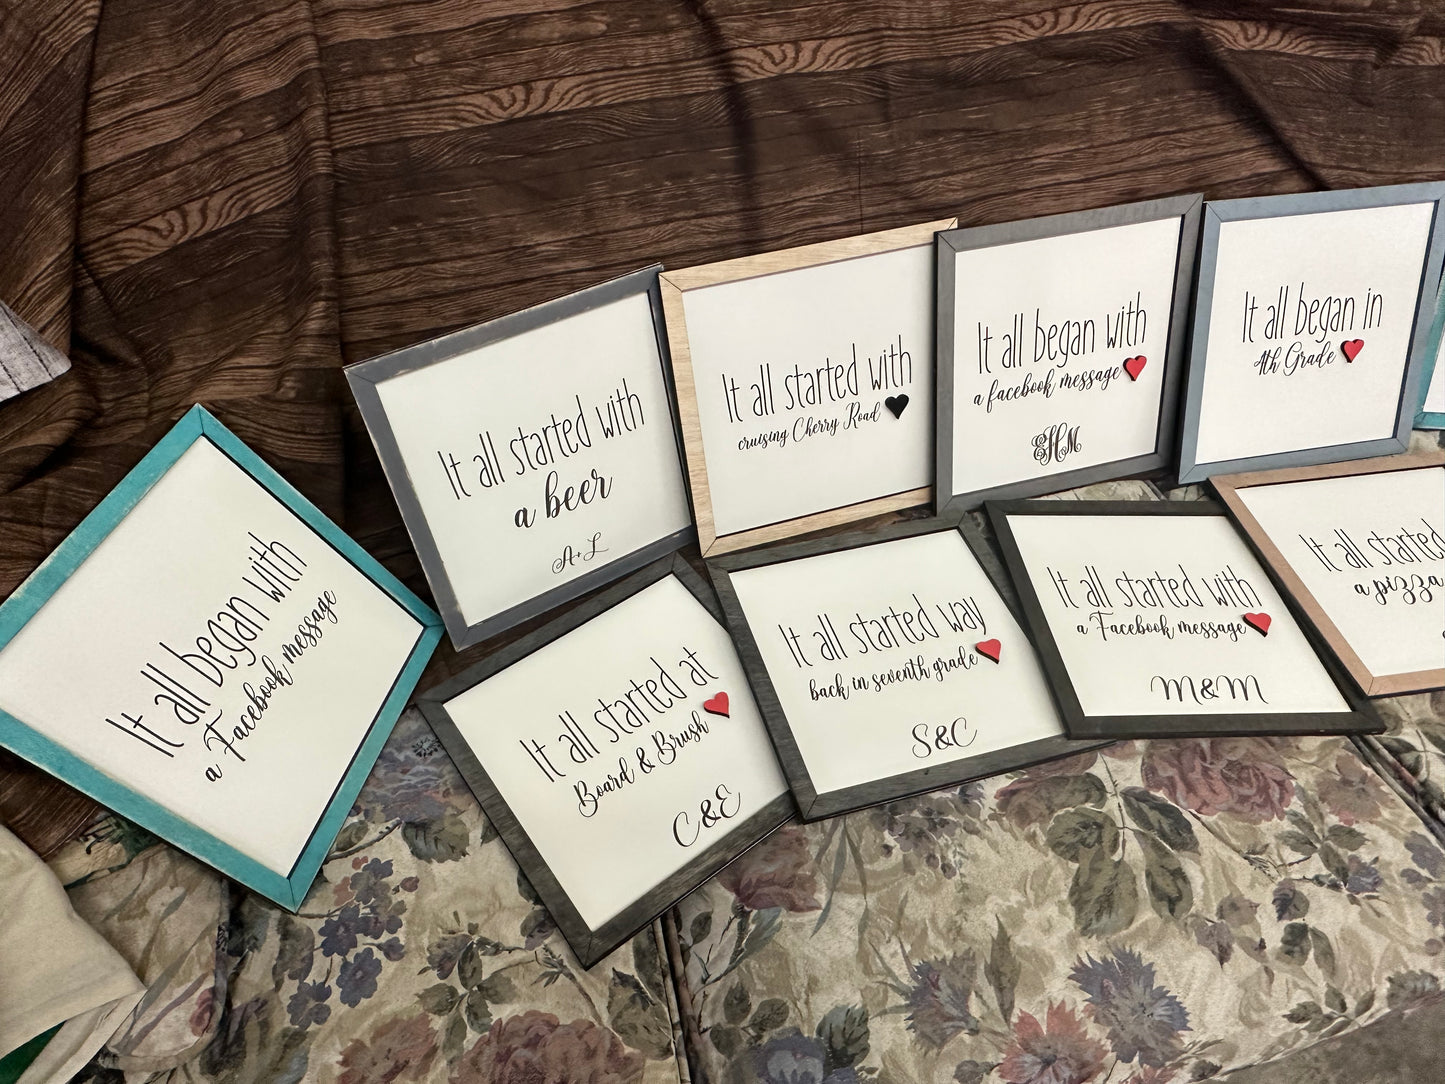 It all began with
a Facebook message
It all started with
a beer
A+L
It all started with
cruising Cherry Road
It all began with
a facebook message
It all began in
4th Grade
It all started at
Board & Brush
C&E
It all started way
back in seventh grade
S&C
It all started with
a Facebook message
M&M
It all started
a pizza